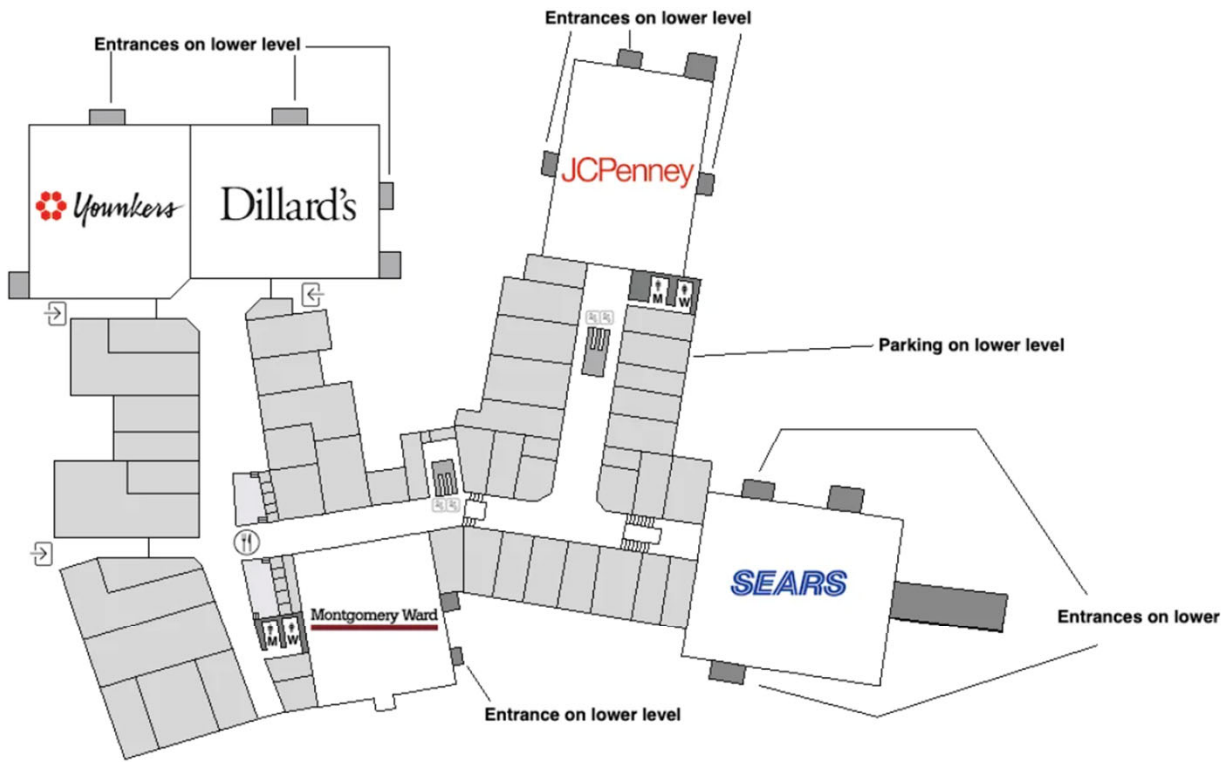 Entrances on lower level
Entrances on lower level
Younkers
Dillard's
JCPenney
M W
Parking on lower level
SEARS
Montgomery Ward
M W
Entrances on lower
Entrance on lower level